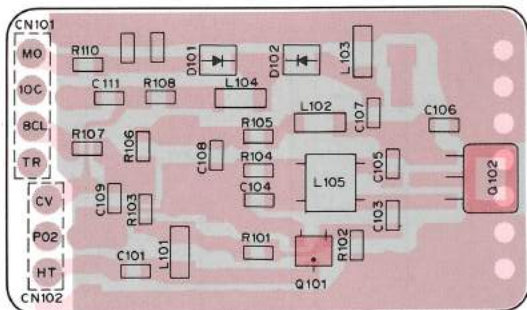 CN101
MO
10C
8CL
TR
CV
PO2
HT
CN102
R110
D101
D102
L103
C111
R108
L104
L102
C107
C106
R107
R106
R105
C108
R104
L105
C105
Q102
C109
R103
C104
C103
C101
L101
R101
R102
Q101